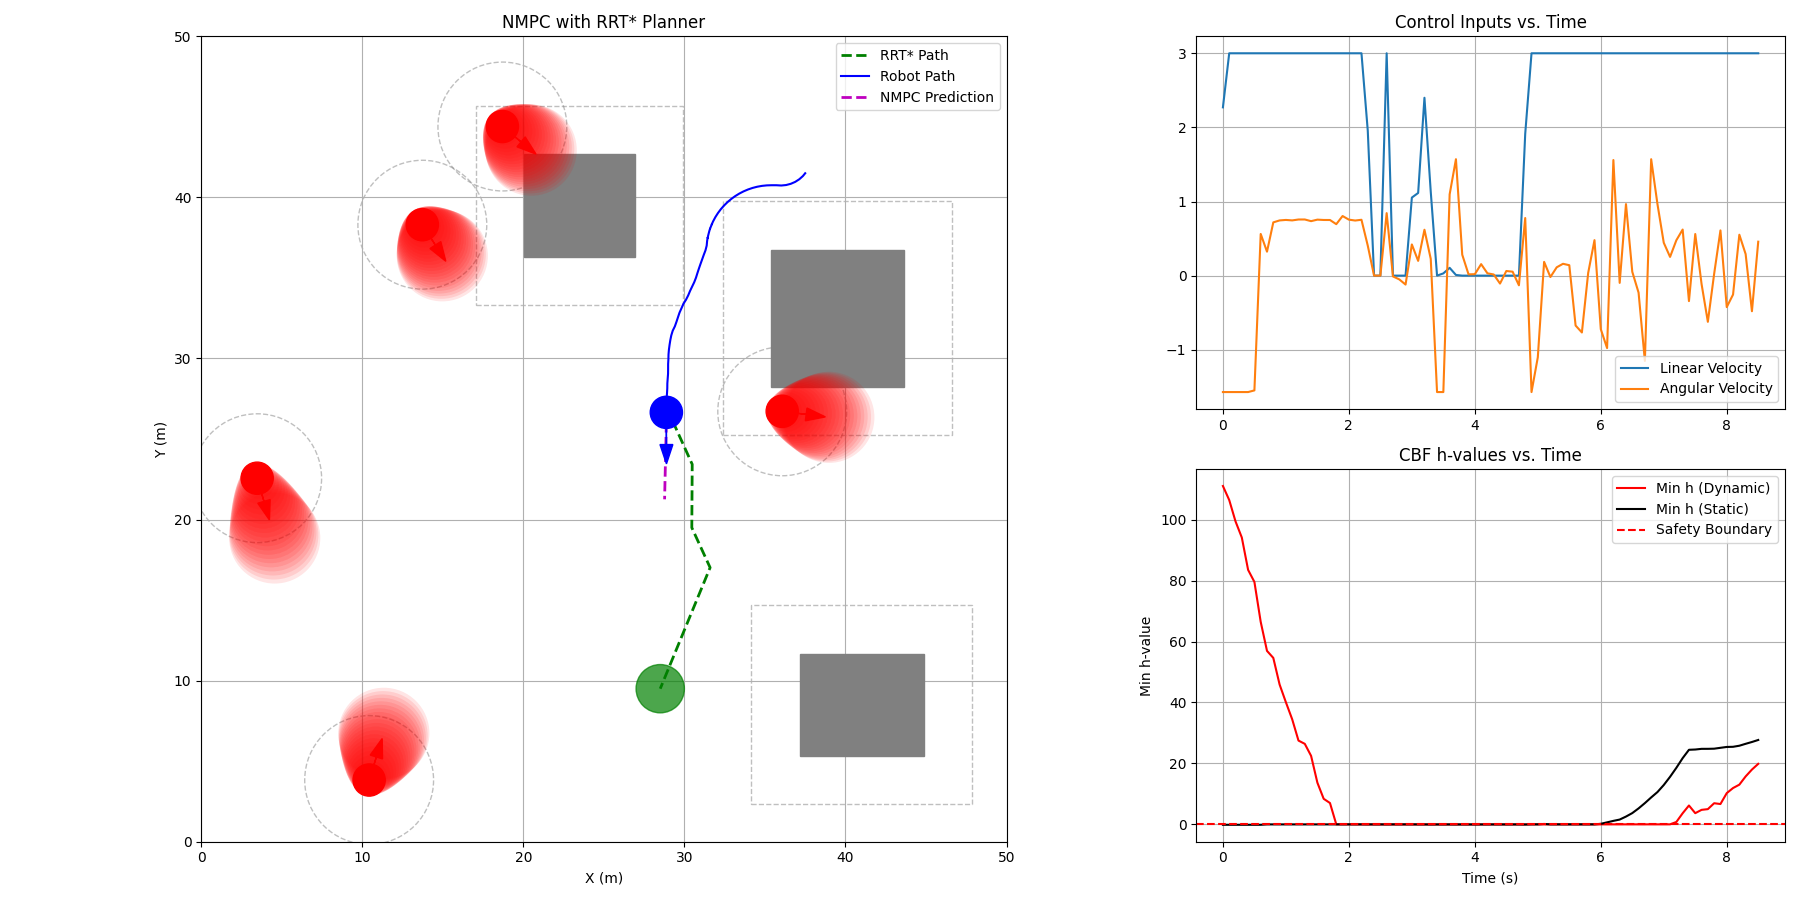 NMPC with RRT* Planner
50
40
30
20
10
0
Y (m)
0 10 20 30 40 50
X (m)
RRT* Path
Robot Path
NMPC Prediction
Control Inputs vs. Time
3
2
1
0
−1
0 2 4 6 8
Linear Velocity
Angular Velocity
CBF h-values vs. Time
100
80
60
40
20
0
Min h-value
0 2 4 6 8
Time (s)
Min h (Dynamic)
Min h (Static)
Safety Boundary